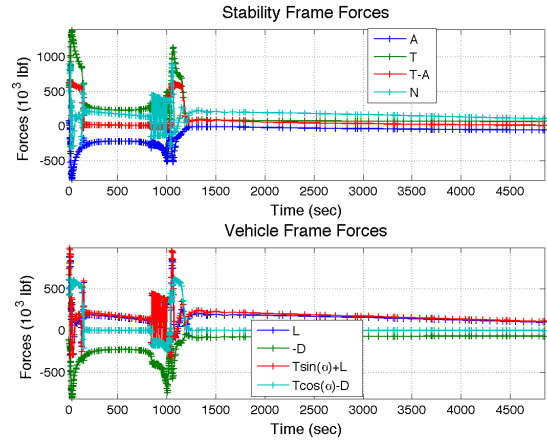 Stability Frame Forces
Forces (10³ lbf)
1000
500
0
-500
A
T
T-A
N
0 500 1000 1500 2000 2500 3000 3500 4000 4500
Time (sec)
Vehicle Frame Forces
Forces (10³ lbf)
500
0
-500
L
-D
Tsin(α)+L
Tcos(α)-D
0 500 1000 1500 2000 2500 3000 3500 4000 4500
Time (sec)